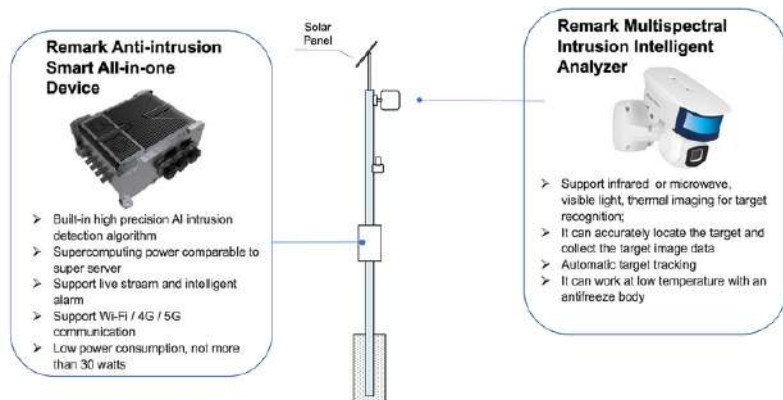 Remark Anti-intrusion
Smart All-in-one
Device
➢ Built-in high precision AI intrusion
detection algorithm
➢ Supercomputing power comparable to
super server
➢ Support live stream and intelligent
alarm
➢ Support Wi-Fi / 4G / 5G
communication
➢ Low power consumption, not more
than 30 watts
Solar
Panel
Remark Multispectral
Intrusion Intelligent
Analyzer
➢ Support infrared or microwave,
visible light, thermal imaging for target
recognition;
➢ It can accurately locate the target and
collect the target image data
➢ Automatic target tracking
➢ It can work at low temperature with an
antifreeze body